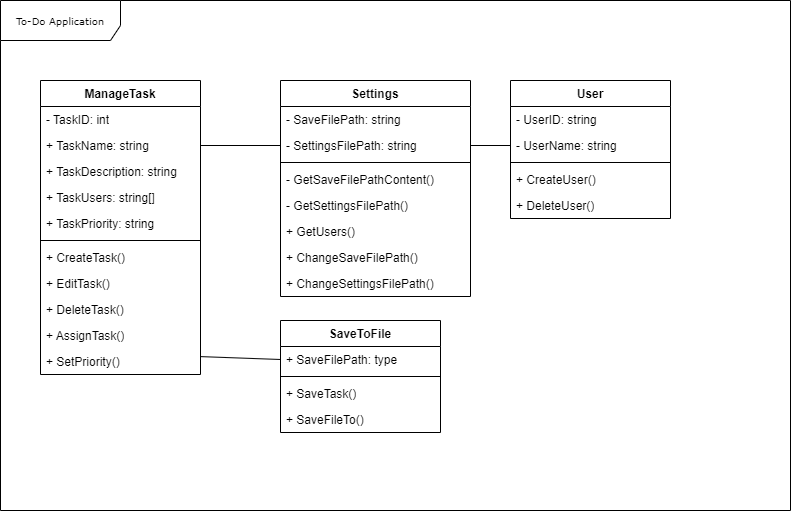 To-Do Application
ManageTask
- TaskID: int
+ TaskName: string
+ TaskDescription: string
+ TaskUsers: string[]
+ TaskPriority: string
+ CreateTask()
+ EditTask()
+ DeleteTask()
+ AssignTask()
+ SetPriority()
Settings
- SaveFilePath: string
- SettingsFilePath: string
- GetSaveFilePathContent()
- GetSettingsFilePath()
+ GetUsers()
+ ChangeSaveFilePath()
+ ChangeSettingsFilePath()
User
- UserID: string
- UserName: string
+ CreateUser()
+ DeleteUser()
SaveToFile
+ SaveFilePath: type
+ SaveTask()
+ SaveFileTo()